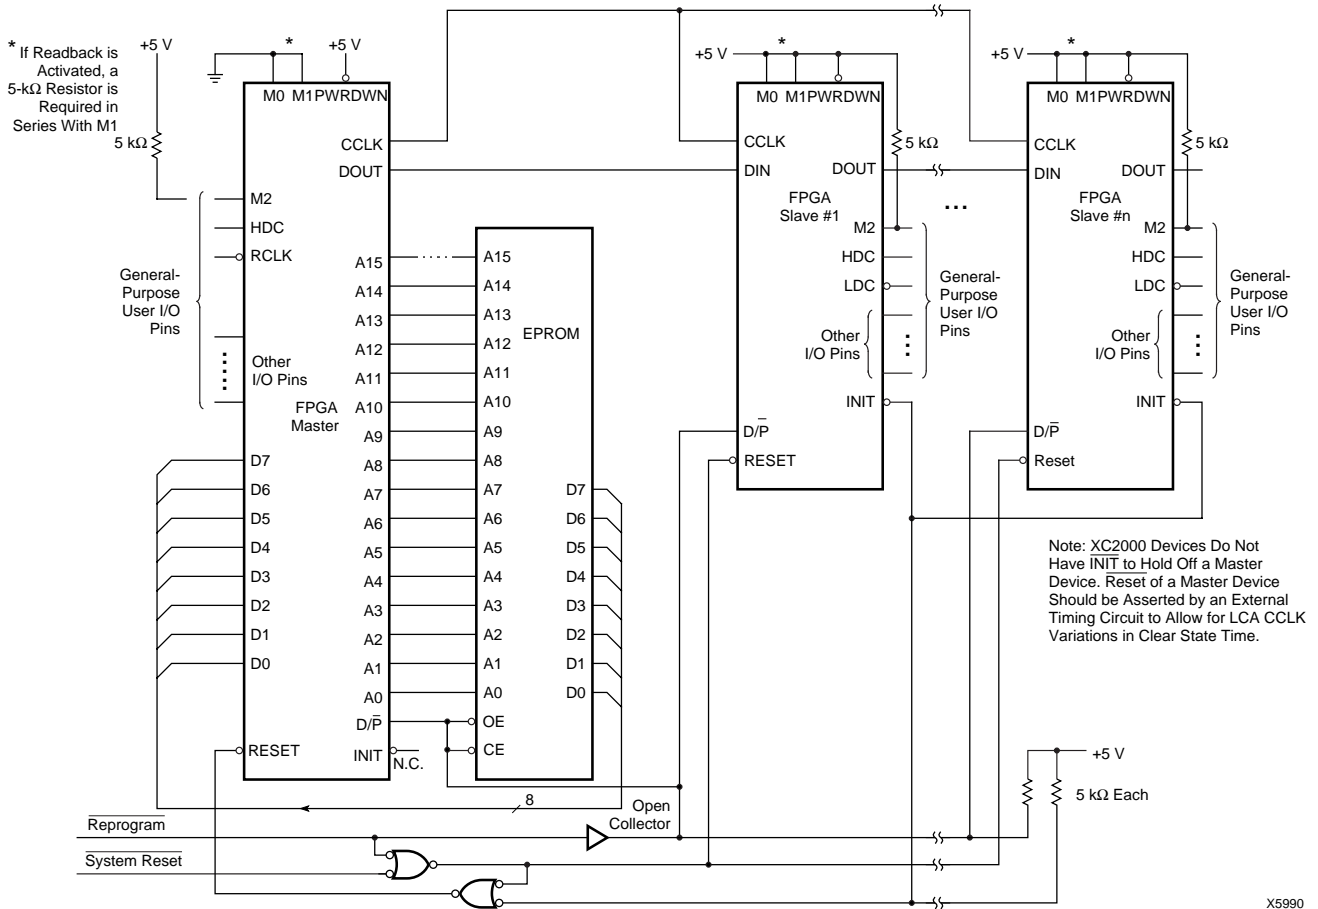 * If Readback is
Activated, a
5-kΩ Resistor is
Required in
Series With M1
+5 V
5 kΩ
*
+5 V
M0
M1
PWRDWN
CCLK
DOUT
M2
HDC
RCLK
General-
Purpose
User I/O
Pins
Other
I/O Pins
FPGA
Master
A15
A14
A13
A12
A11
A10
A9
A8
A7
A6
A5
A4
A3
A2
A1
A0
D/P̅
INIT
N.C.
D7
D6
D5
D4
D3
D2
D1
D0
RESET
A15
A14
A13
A12
A11
A10
A9
A8
A7
A6
A5
A4
A3
A2
A1
A0
OE
CE
EPROM
D7
D6
D5
D4
D3
D2
D1
D0
8
+5 V
*
M0
M1
PWRDWN
5 kΩ
CCLK
DIN
DOUT
FPGA
Slave #1
M2
HDC
LDC
Other
I/O Pins
General-
Purpose
User I/O
Pins
INIT
D/P̅
RESET
...
+5 V
*
M0
M1
PWRDWN
5 kΩ
CCLK
DIN
DOUT
FPGA
Slave #n
M2
HDC
LDC
Other
I/O Pins
General-
Purpose
User I/O
Pins
INIT
D/P̅
Reset
Note: XC2000 Devices Do Not
Have I̅N̅I̅T̅ to Hold Off a Master
Device. R̅e̅s̅e̅t̅ of a Master Device
Should be Asserted by an External
Timing Circuit to Allow for LCA CCLK
Variations in Clear State Time.
+5 V
5 kΩ Each
Open
Collector
R̅e̅p̅r̅o̅g̅r̅a̅m̅
S̅y̅s̅t̅e̅m̅ R̅e̅s̅e̅t̅
X5990